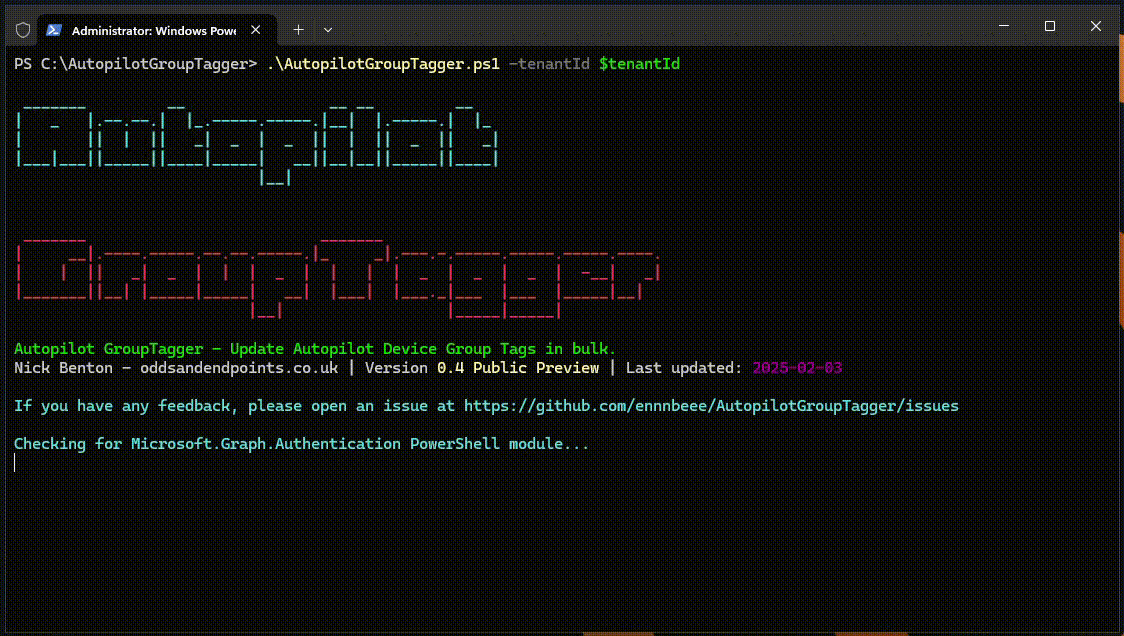 Administrator: Windows Powe
PS C:\AutopilotGroupTagger> .\AutopilotGroupTagger.ps1 -tenantId $tenantId
Autopilot
GroupTagger
Autopilot GroupTagger - Update Autopilot Device Group Tags in bulk.
Nick Benton - oddsandendpoints.co.uk | Version 0.4 Public Preview | Last updated: 2025-02-03
If you have any feedback, please open an issue at https://github.com/ennnbeee/AutopilotGroupTagger/issues
Checking for Microsoft.Graph.Authentication PowerShell module...